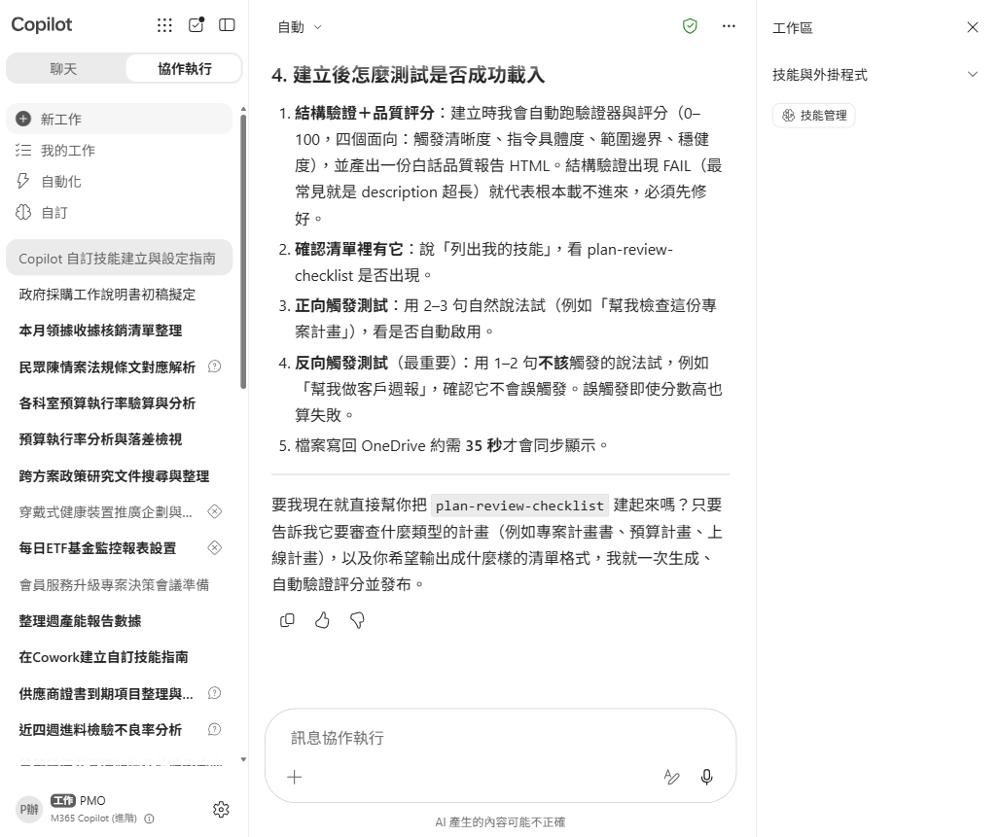 Copilot
聊天
協作執行
新工作
我的工作
自動化
自訂
Copilot 自訂技能建立與設定指南
政府採購工作說明書初稿擬定
本月領據收據核銷清單整理
民眾陳情案法規條文對應解析
各科室預算執行率驗算與分析
預算執行率分析與落差檢視
跨方案政策研究文件搜尋與整理
穿戴式健康裝置推廣企劃與...
每日ETF基金監控報表設置
會員服務升級專案決策會議準備
整理週產能報告數據
在Cowork建立自訂技能指南
供應商證書到期項目整理與...
近四週進料檢驗不良率分析
P辦
工作 PMO
M365 Copilot (進階)
自動
4. 建立後怎麼測試是否成功載入
1. 結構驗證＋品質評分：建立時我會自動跑驗證器與評分（0–
100，四個面向：觸發清晰度、指令具體度、範圍邊界、穩健
度），並產出一份白話品質報告 HTML。結構驗證出現 FAIL（最
常見就是 description 超長）就代表根本載不進來，必須先修
好。
2. 確認清單裡有它：說「列出我的技能」，看 plan-review-
checklist 是否出現。
3. 正向觸發測試：用 2–3 句自然說法試（例如「幫我檢查這份專
案計畫」），看是否自動啟用。
4. 反向觸發測試（最重要）：用 1–2 句不該觸發的說法試，例如
「幫我做客戶週報」，確認它不會誤觸發。誤觸發即使分數高也
算失敗。
5. 檔案寫回 OneDrive 約需 35 秒才會同步顯示。
要我現在就直接幫你把 plan-review-checklist 建起來嗎？只要
告訴我它要審查什麼類型的計畫（例如專案計畫書、預算計畫、上
線計畫），以及你希望輸出成什麼樣的清單格式，我就一次生成、
自動驗證評分並發布。
訊息協作執行
AI 產生的內容可能不正確
工作區
技能與外掛程式
技能管理